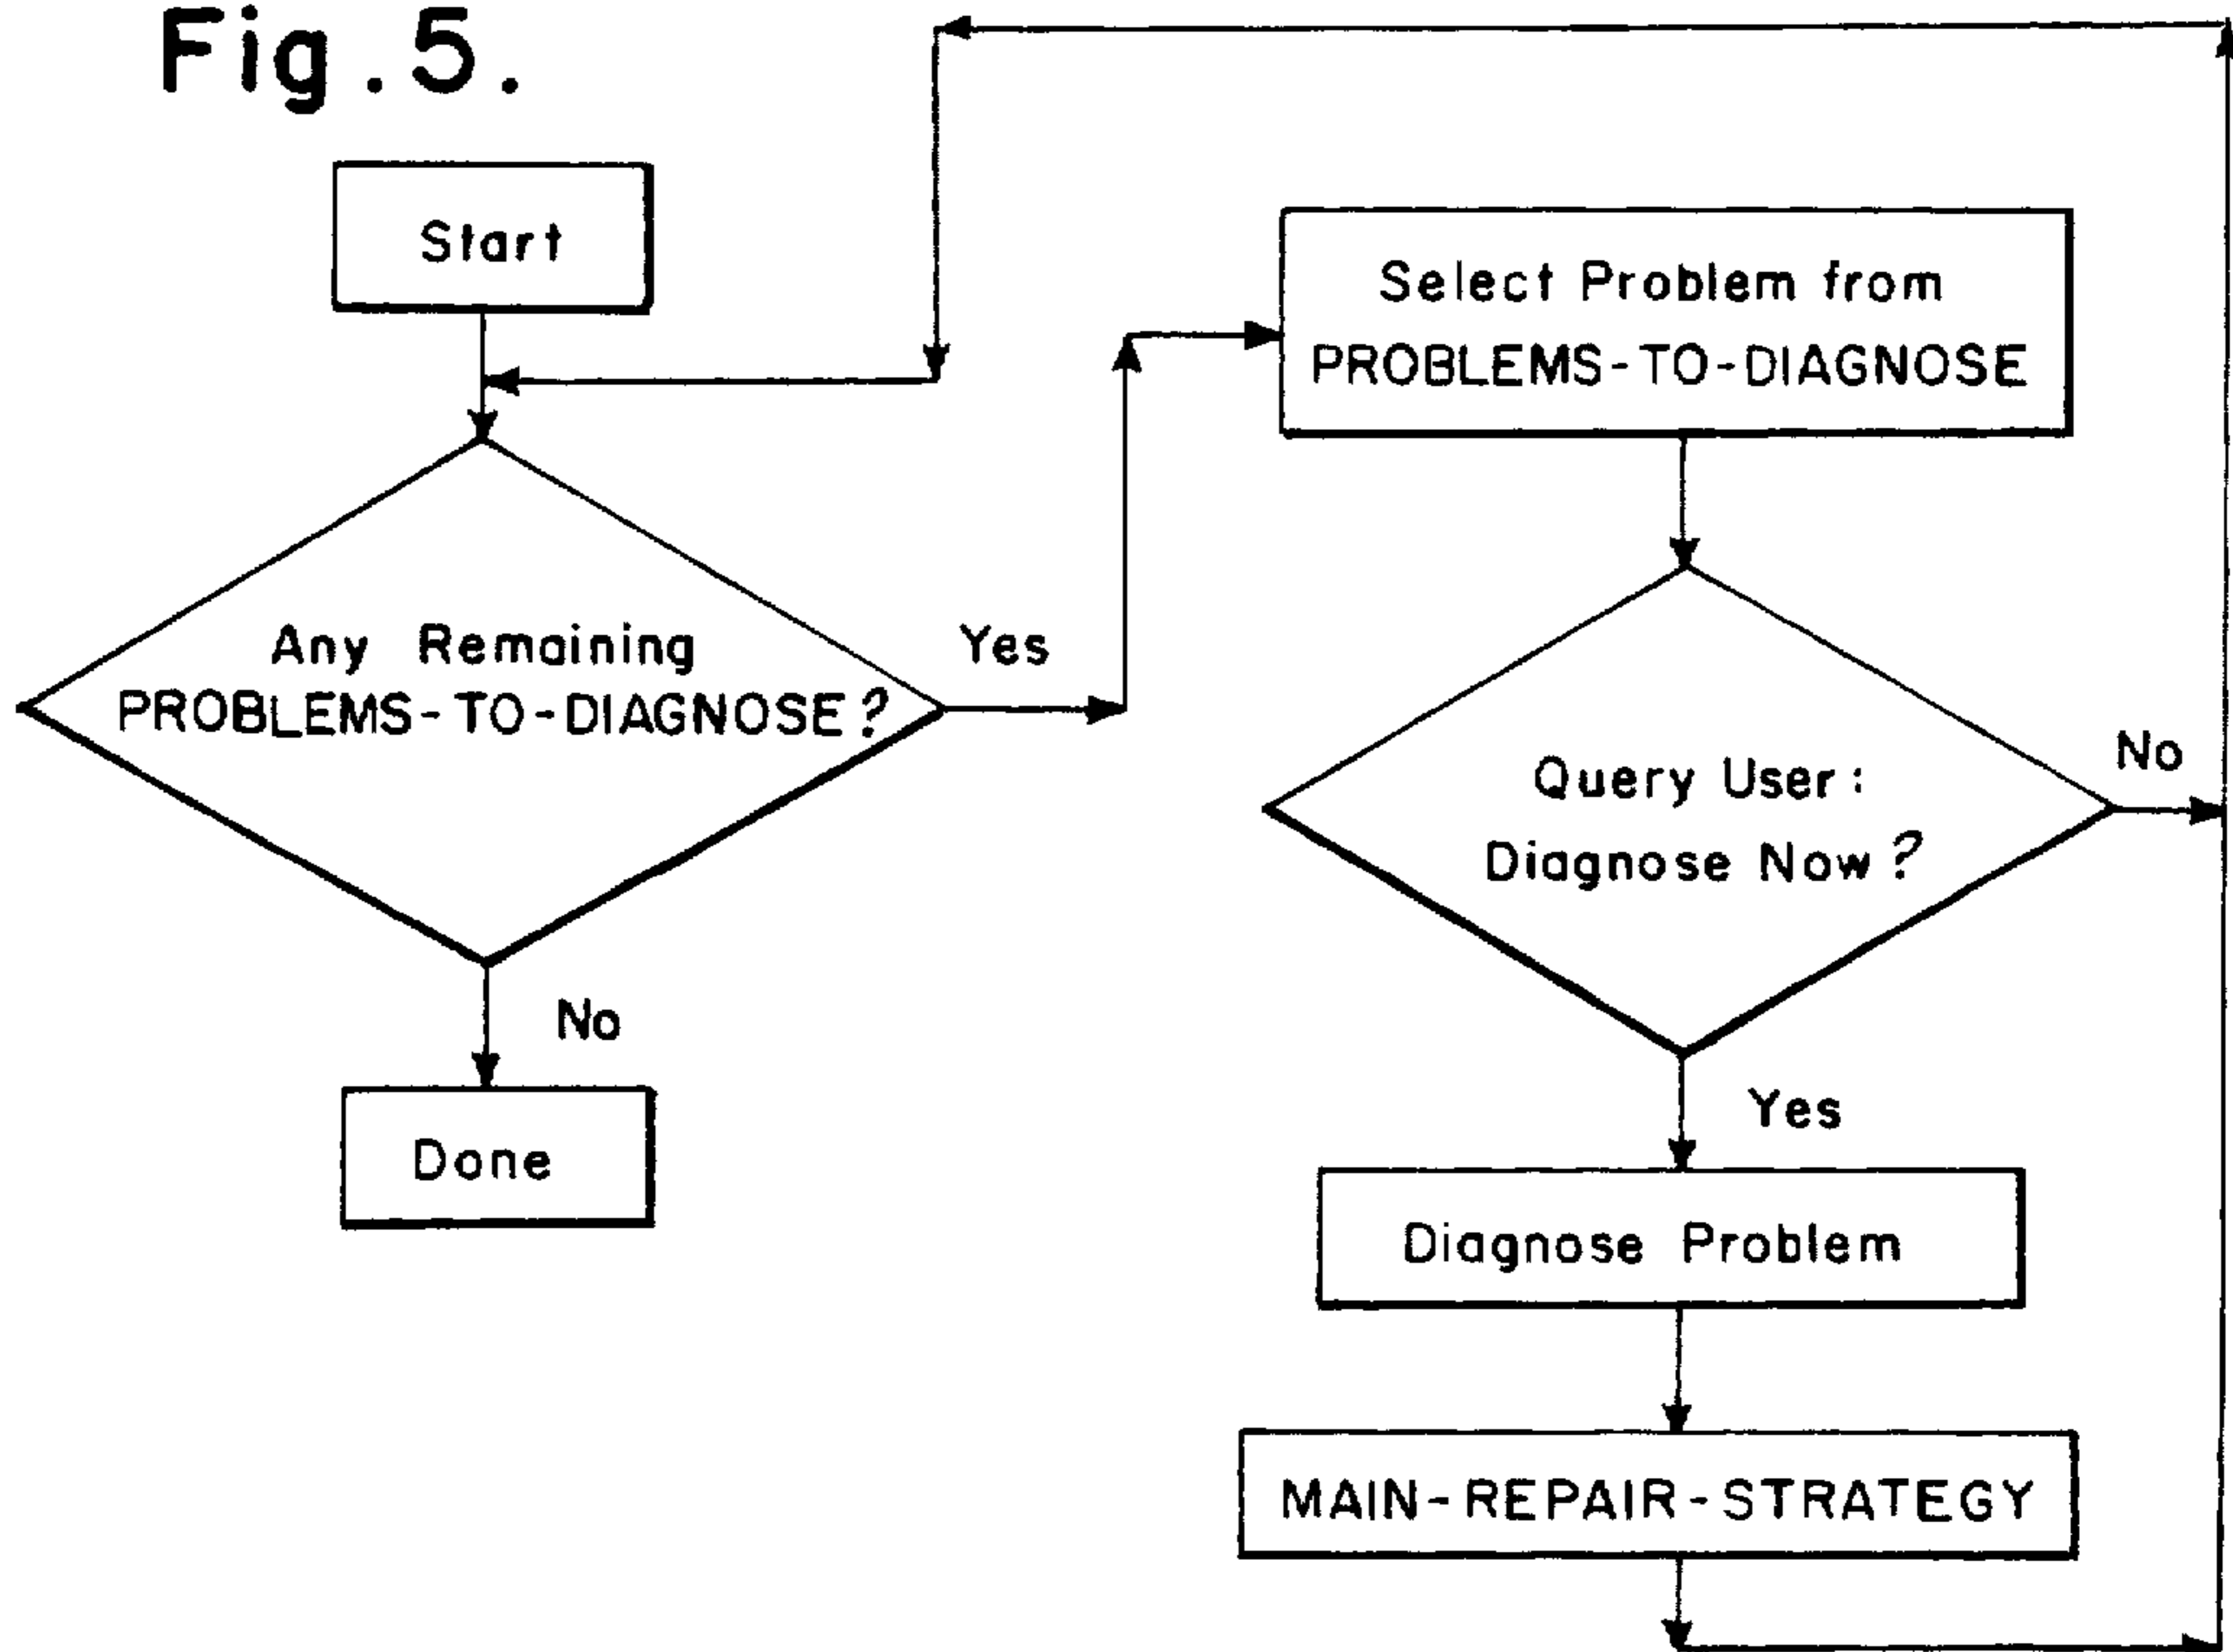 Fig.5.
Start
Any Remaining
PROBLEMS-TO-DIAGNOSE?
Yes
No
Done
Select Problem from
PROBLEMS-TO-DIAGNOSE
Query User:
Diagnose Now?
No
Yes
Diagnose Problem
MAIN-REPAIR-STRATEGY